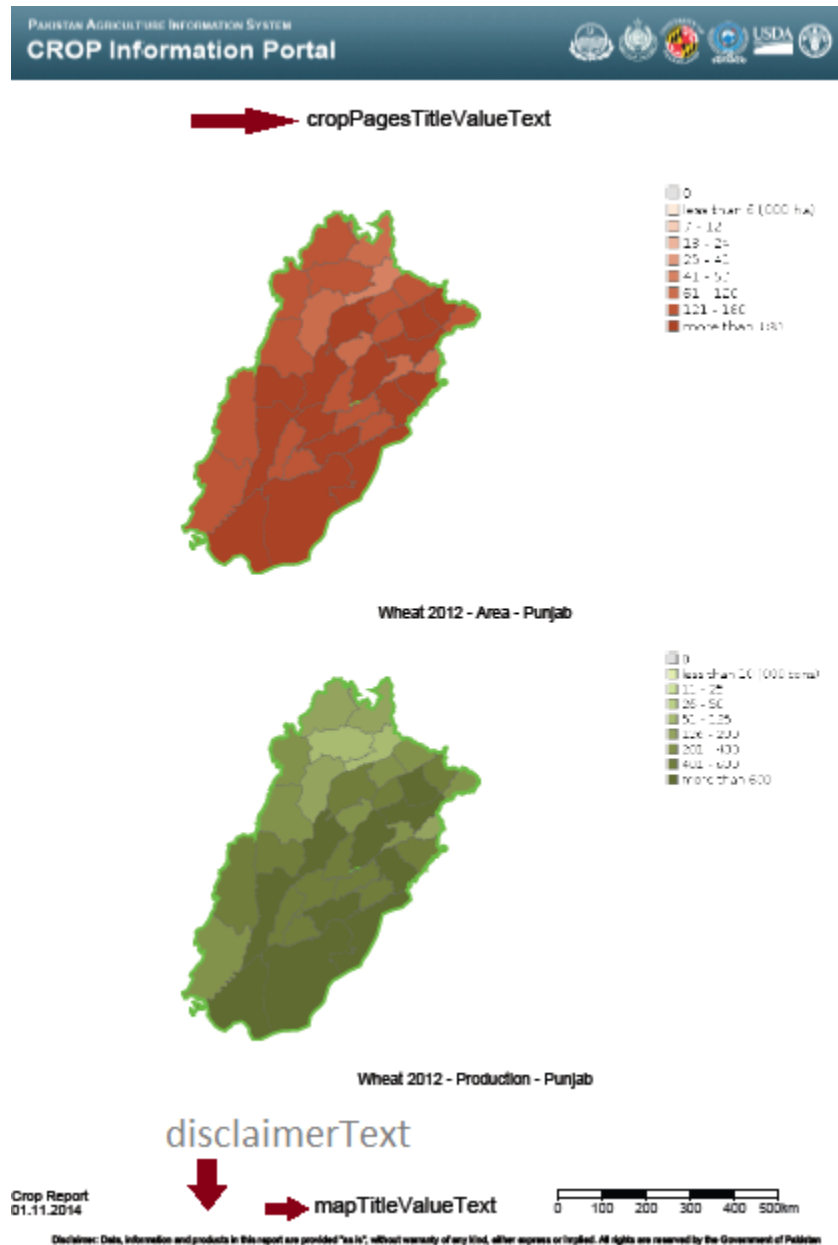 PAKISTAN AGRICULTURE INFORMATION SYSTEM
CROP Information Portal
USDA
cropPagesTitleValueText
0
less than 6 (000 ha)
7 - 12
13 - 24
25 - 40
41 - 60
61 - 120
121 - 180
more than 180
Wheat 2012 - Area - Punjab
0
less than 10 (000 tons)
11 - 25
26 - 50
51 - 125
126 - 200
201 - 400
401 - 600
more than 600
Wheat 2012 - Production - Punjab
disclaimerText
Crop Report
01.11.2014
mapTitleValueText
0 100 200 300 400 500km
Disclaimer: Data, information and products in this report are provided "as is", without warranty of any kind, either express or implied. All rights are reserved by the Government of Pakistan